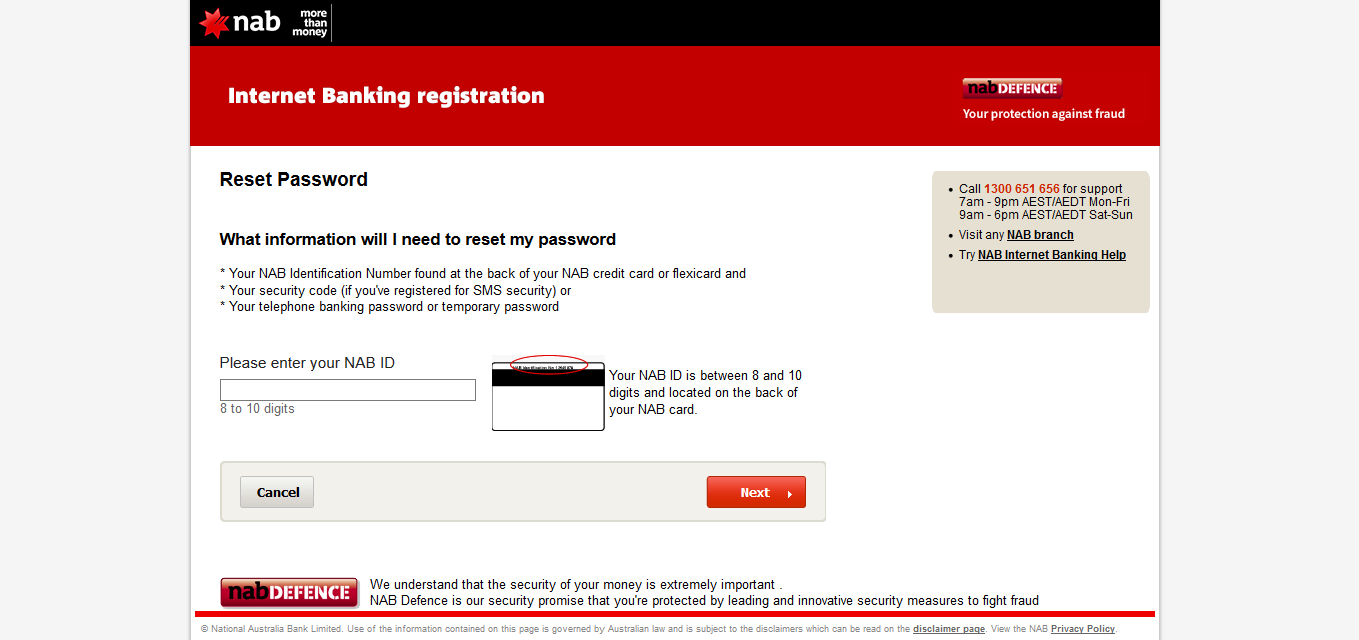 nab
more
than
money
Internet Banking registration
nabDEFENCE
Your protection against fraud
Reset Password
• Call 1300 651 656 for support
7am - 9pm AEST/AEDT Mon-Fri
9am - 6pm AEST/AEDT Sat-Sun
• Visit any NAB branch
• Try NAB Internet Banking Help
What information will I need to reset my password
* Your NAB Identification Number found at the back of your NAB credit card or flexicard and
* Your security code (if you've registered for SMS security) or
* Your telephone banking password or temporary password
Please enter your NAB ID
8 to 10 digits
NAB Identification No
Your NAB ID is between 8 and 10
digits and located on the back of
your NAB card.
Cancel
Next
nabDEFENCE
We understand that the security of your money is extremely important .
NAB Defence is our security promise that you're protected by leading and innovative security measures to fight fraud
© National Australia Bank Limited. Use of the information contained on this page is governed by Australian law and is subject to the disclaimers which can be read on the disclaimer page. View the NAB Privacy Policy.